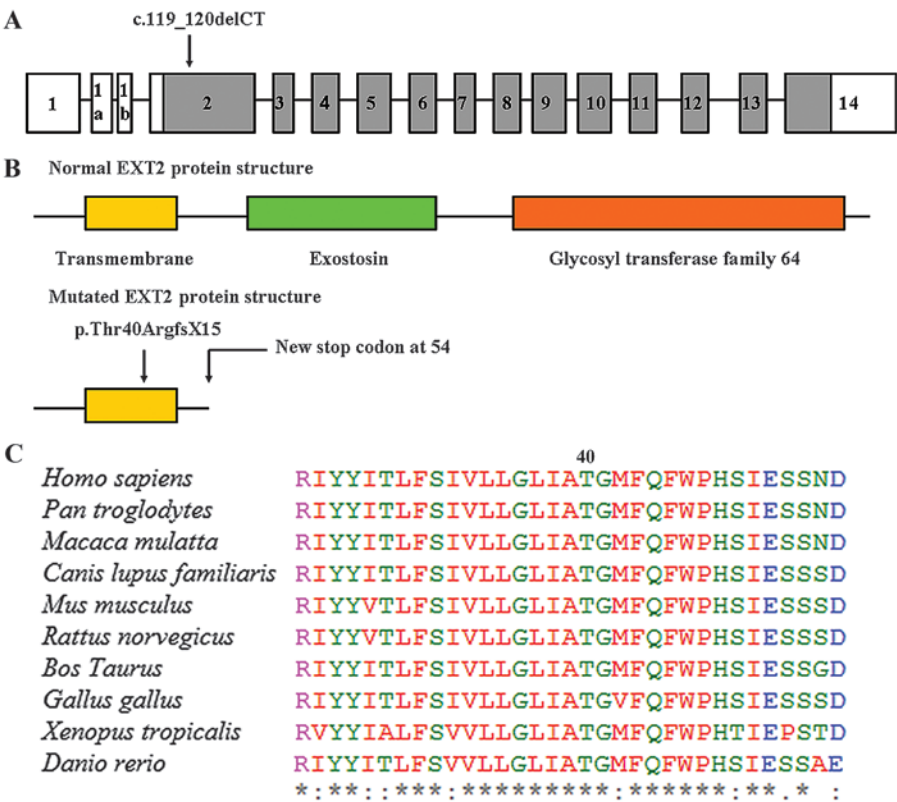 A
c.119_120delCT
1 1a 1b 2 3 4 5 6 7 8 9 10 11 12 13 14
B
Normal EXT2 protein structure
Transmembrane Exostosin Glycosyl transferase family 64
Mutated EXT2 protein structure
p.Thr40ArgfsX15
New stop codon at 54
C
40
Homo sapiens RIYYITLFSIVLLGLIATGMFQFWPHSIESSND
Pan troglodytes RIYYITLFSIVLLGLIATGMFQFWPHSIESSND
Macaca mulatta RIYYITLFSIVLLGLIATGMFQFWPHSIESSND
Canis lupus familiaris RIYYITLFSIVLLGLIATGMFQFWPHSIESSSD
Mus musculus RIYYVTLFSIVLLGLIATGMFQFWPHSIESSSD
Rattus norvegicus RIYYVTLFSIVLLGLIATGMFQFWPHSIESSSD
Bos Taurus RIYYITLFSIVLLGLIATGMFQFWPHSIESSGD
Gallus gallus RIYYITLFSIVLLGLIATGVFQFWPHSIESSSD
Xenopus tropicalis RVYYIALFSVVLLGLIATGMFQFWPHTIEPSTD
Danio rerio RIYYITLFSVVLLGLIATGMFQFWPHSIESSAE
*:**::***:*********:******:**.* :